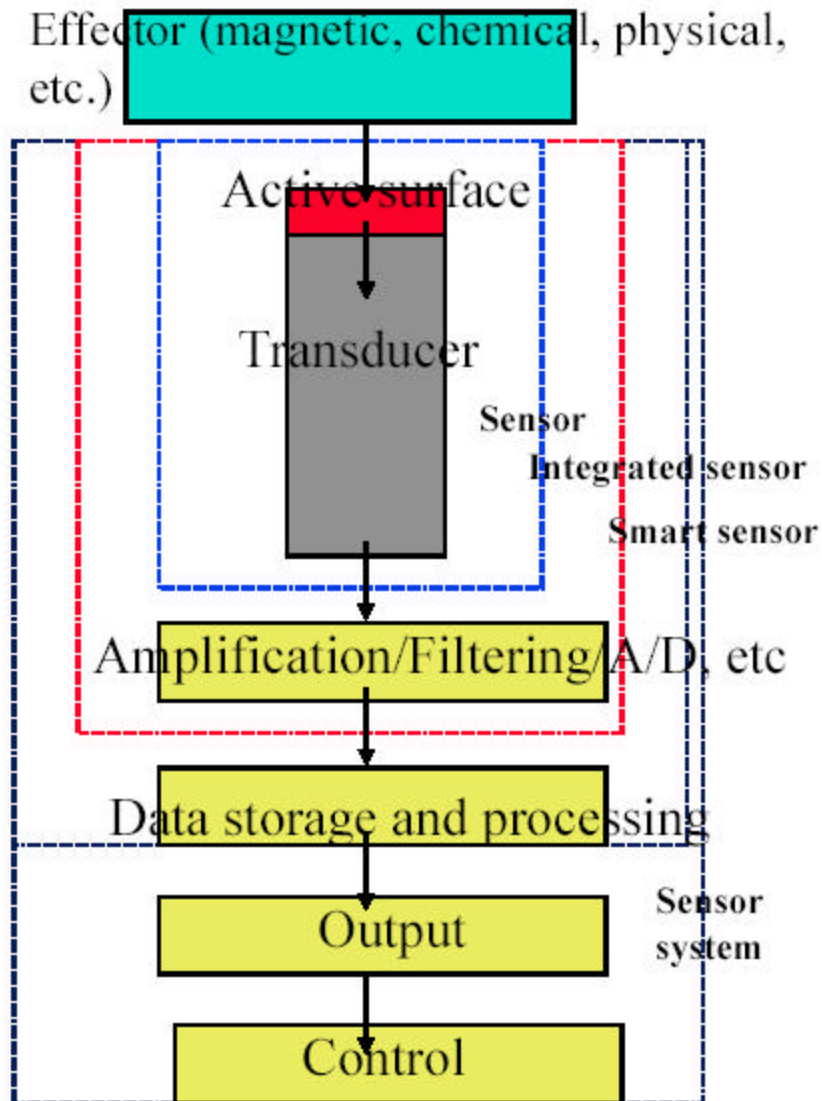 Effector (magnetic, chemical, physical,
etc.)
Active surface
Transducer
Sensor
Integrated sensor
Smart sensor
Amplification/Filtering/A/D, etc
Data storage and processing
Output
Sensor
system
Control